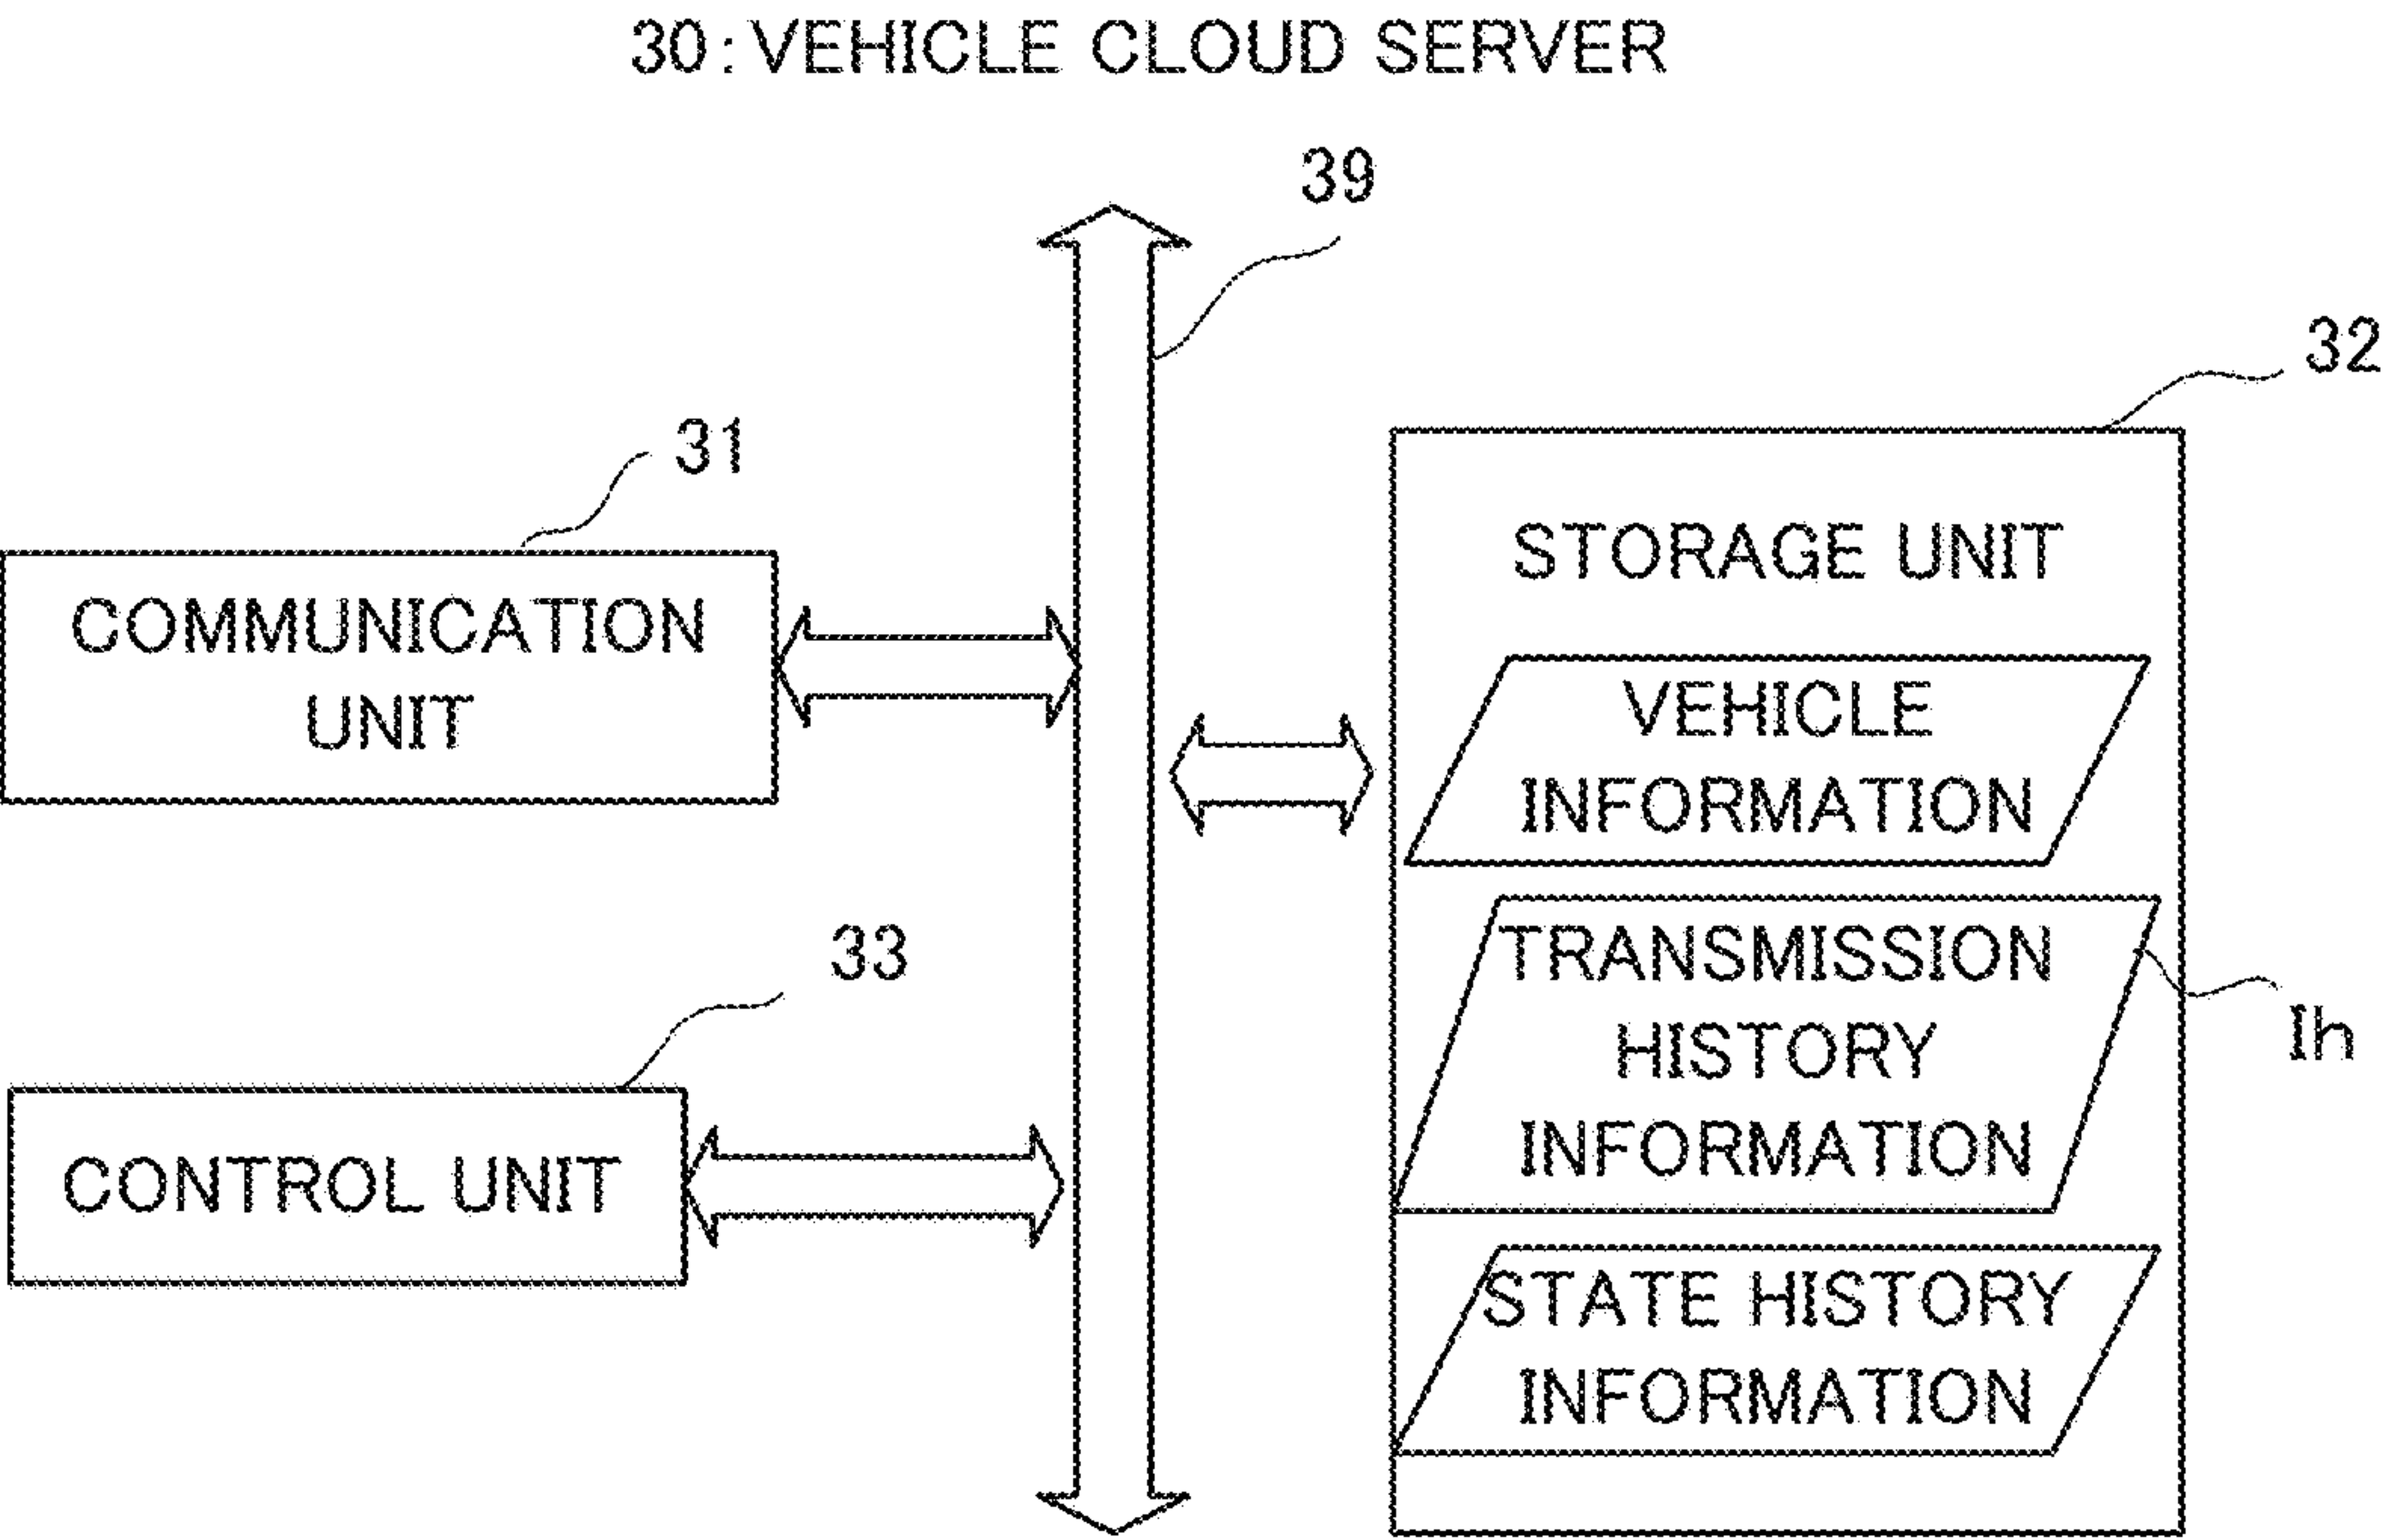 30:VEHICLE CLOUD SERVER
39
32
31
COMMUNICATION
UNIT
STORAGE UNIT
VEHICLE
INFORMATION
33
CONTROL UNIT
TRANSMISSION
HISTORY
INFORMATION
Ih
STATE HISTORY
INFORMATION